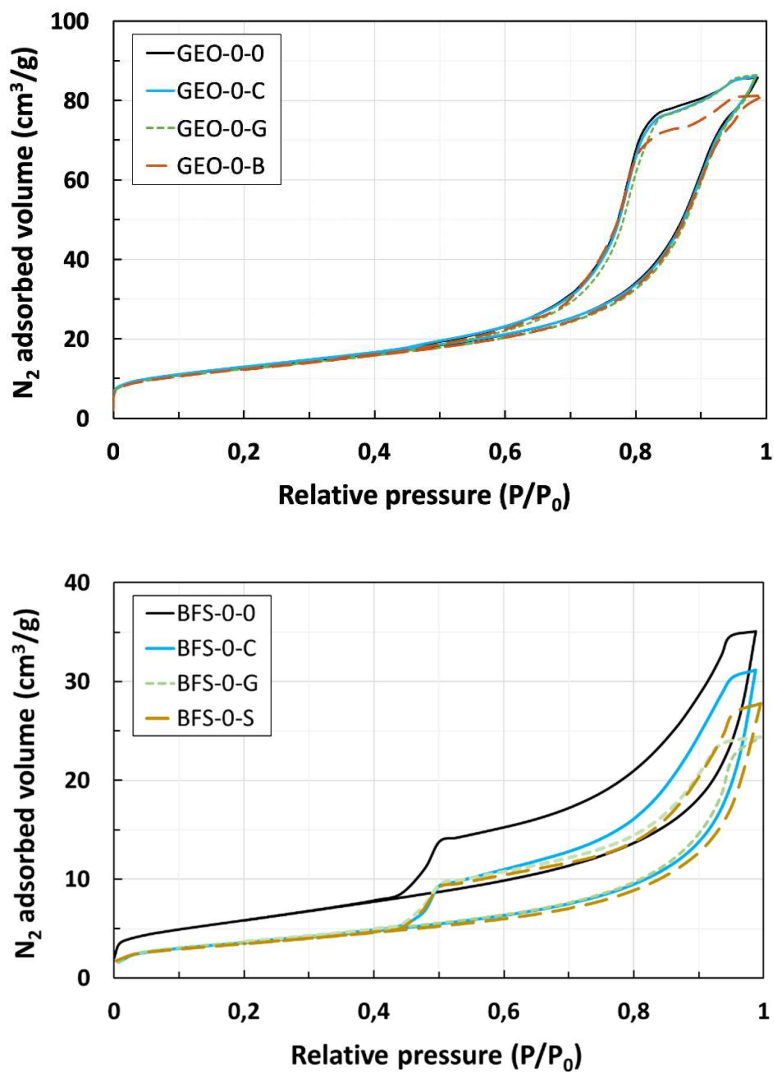 100
80
60
40
20
0
N₂ adsorbed volume (cm³/g)
GEO-0-0
GEO-0-C
GEO-0-G
GEO-0-B
0 0,2 0,4 0,6 0,8 1
Relative pressure (P/P₀)
40
30
20
10
0
N₂ adsorbed volume (cm³/g)
BFS-0-0
BFS-0-C
BFS-0-G
BFS-0-S
0 0,2 0,4 0,6 0,8 1
Relative pressure (P/P₀)